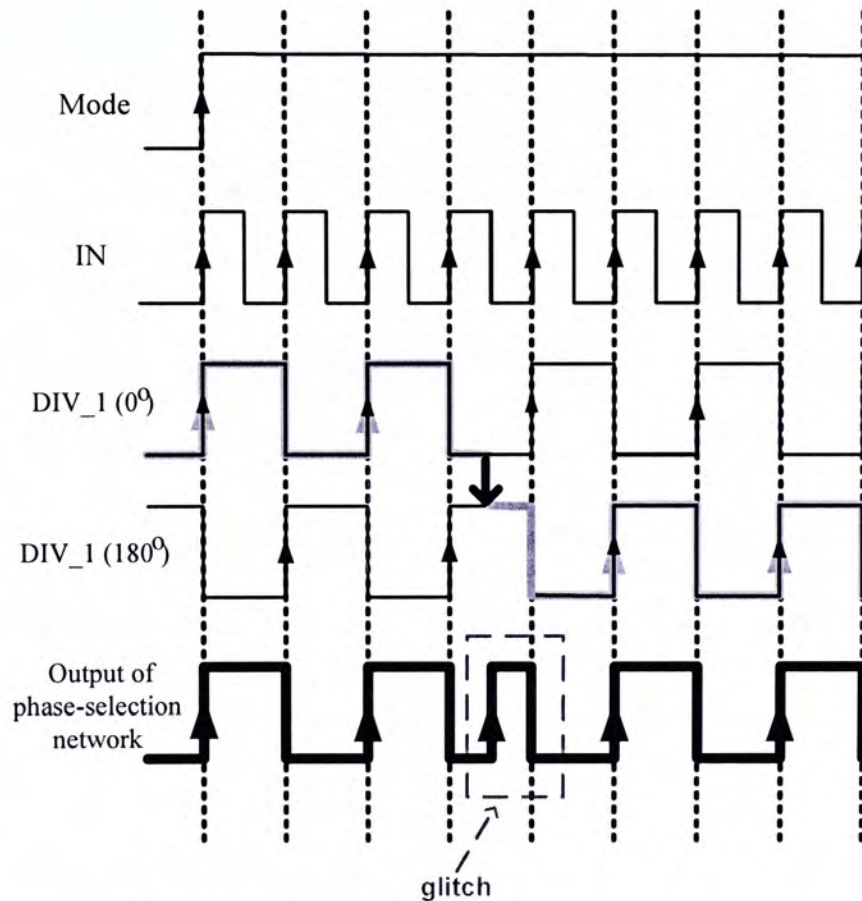 Mode
IN
DIV_1 (0⁰)
DIV_1 (180⁰)
Output of
phase-selection
network
glitch